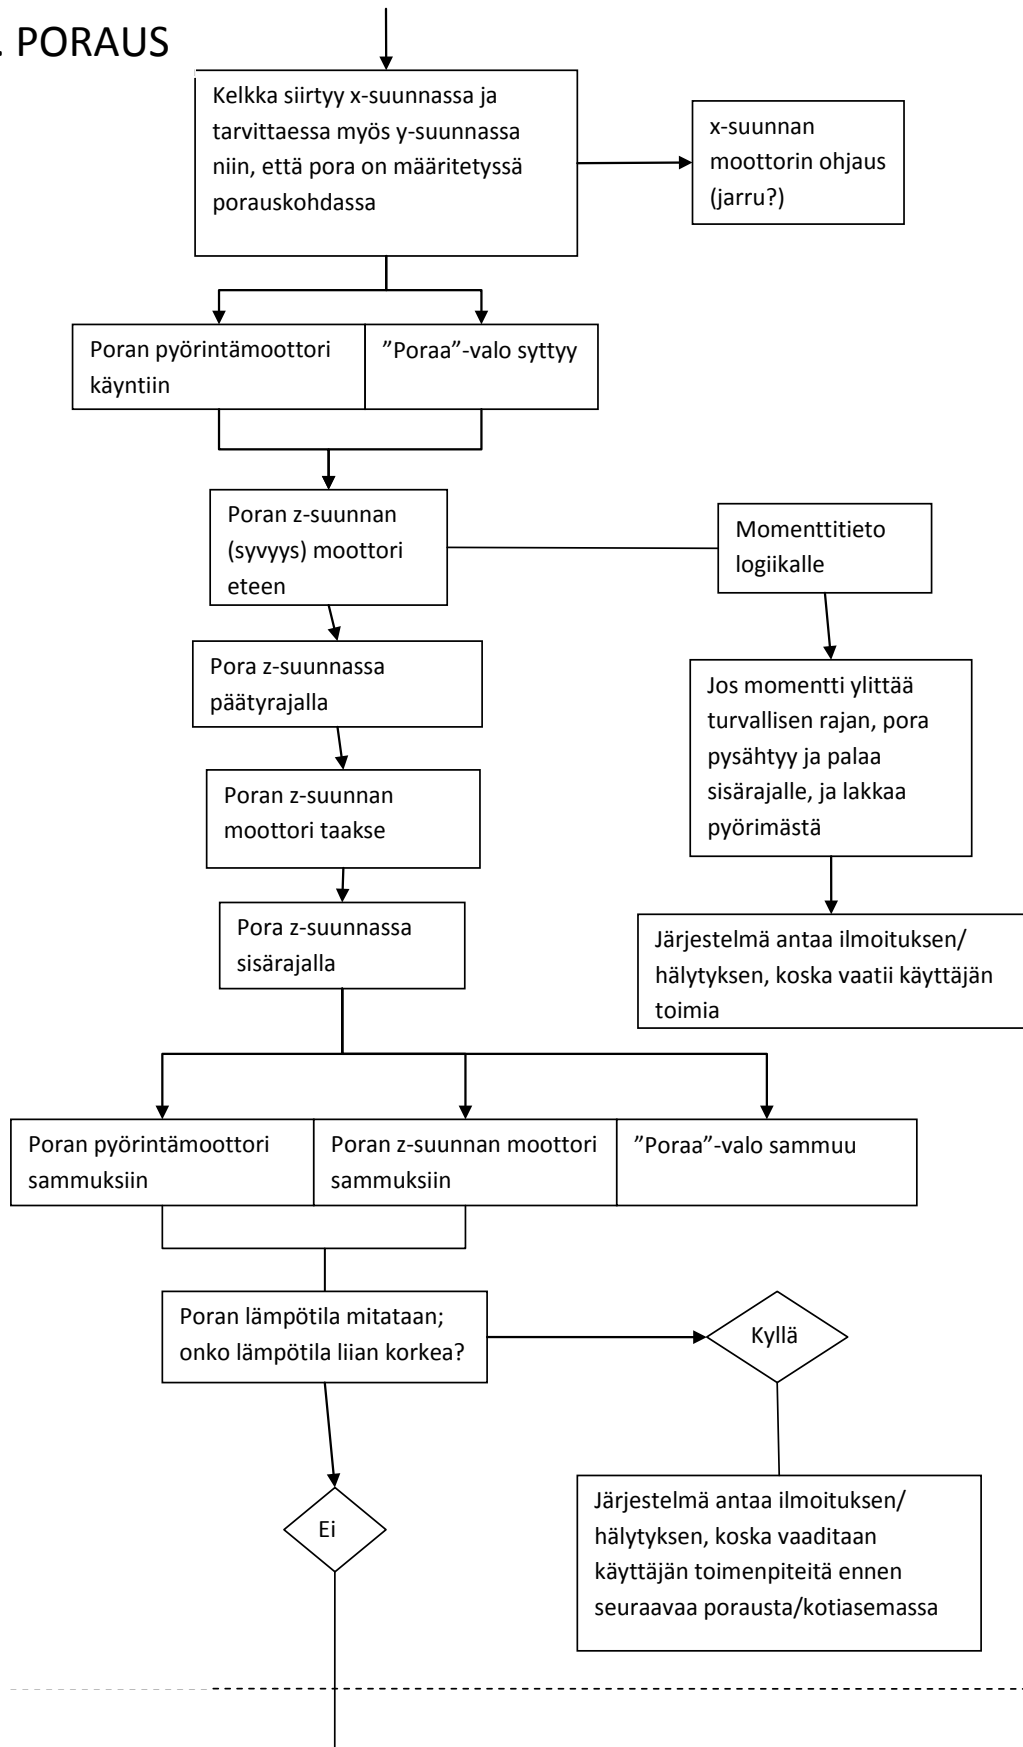 . PORAUS
Kelkka siirtyy x-suunnassa ja
tarvittaessa myös y-suunnassa
niin, että pora on määritetyssä
porauskohdassa
x-suunnan
moottorin ohjaus
(jarru?)
Poran pyörintämoottori
käyntiin
”Poraa”-valo syttyy
Poran z-suunnan
(syvyys) moottori
eteen
Momenttitieto
logiikalle
Pora z-suunnassa
päätyrajalla
Jos momentti ylittää
turvallisen rajan, pora
pysähtyy ja palaa
sisärajalle, ja lakkaa
pyörimästä
Poran z-suunnan
moottori taakse
Pora z-suunnassa
sisärajalla
Järjestelmä antaa ilmoituksen/
hälytyksen, koska vaatii käyttäjän
toimia
Poran pyörintämoottori
sammuksiin
Poran z-suunnan moottori
sammuksiin
”Poraa”-valo sammuu
Poran lämpötila mitataan;
onko lämpötila liian korkea?
Kyllä
Ei
Järjestelmä antaa ilmoituksen/
hälytyksen, koska vaaditaan
käyttäjän toimenpiteitä ennen
seuraavaa porausta/kotiasemassa